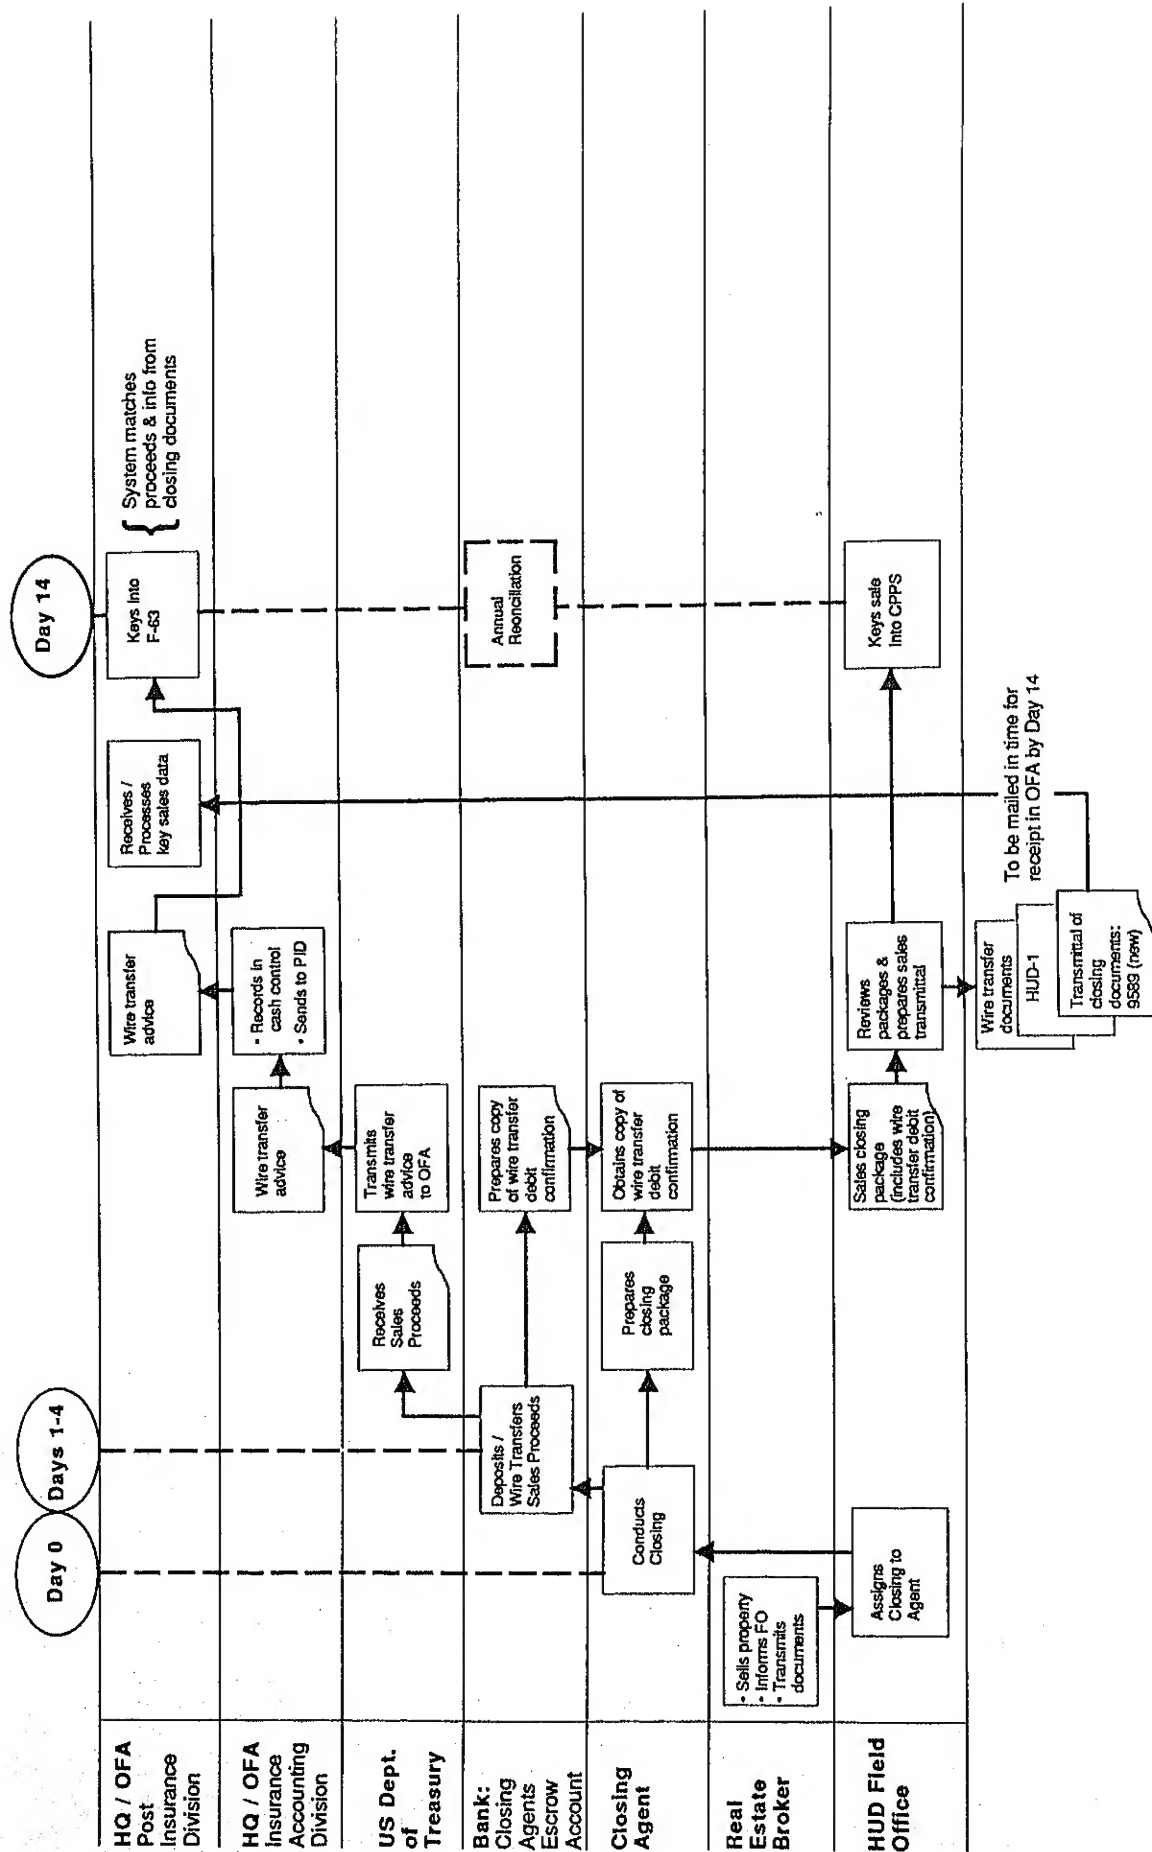 Day 0
Days 1-4
Day 14
HQ / OFA
Post
Insurance
Division
Wire transfer
advice
Receives /
Processes
key sales data
Keys Into
F-63
{
System matches
proceeds & info from
closing documents
HQ / OFA
Insurance
Accounting
Division
Wire transfer
advice
• Records in
cash control
• Sends to PID
US Dept.
of
Treasury
Receives
Sales
Proceeds
Transmits
wire transfer
advice
to OFA
Bank:
Closing
Agents
Escrow
Account
Deposits /
Wire Transfers
Sales Proceeds
Prepares copy
of wire transfer
debit
confirmation
Annual
Reonciliation
Closing
Agent
Conducts
Closing
Prepares
closing
package
Obtains copy of
wire transfer
debit
confirmation
Real
Estate
Broker
• Sells property
• Informs FO
• Transmits
documents
HUD Field
Office
Assigns
Closing to
Agent
Sales closing
package
(includes wire
transfer debit
confirmation)
Reviews
packages &
prepares sales
transmittal
Keys sale
into CPPS
Wire transfer
documents
HUD-1
Transmittal of
closing
documents:
9589 (new)
To be mailed in time for
receipt in OFA by Day 14